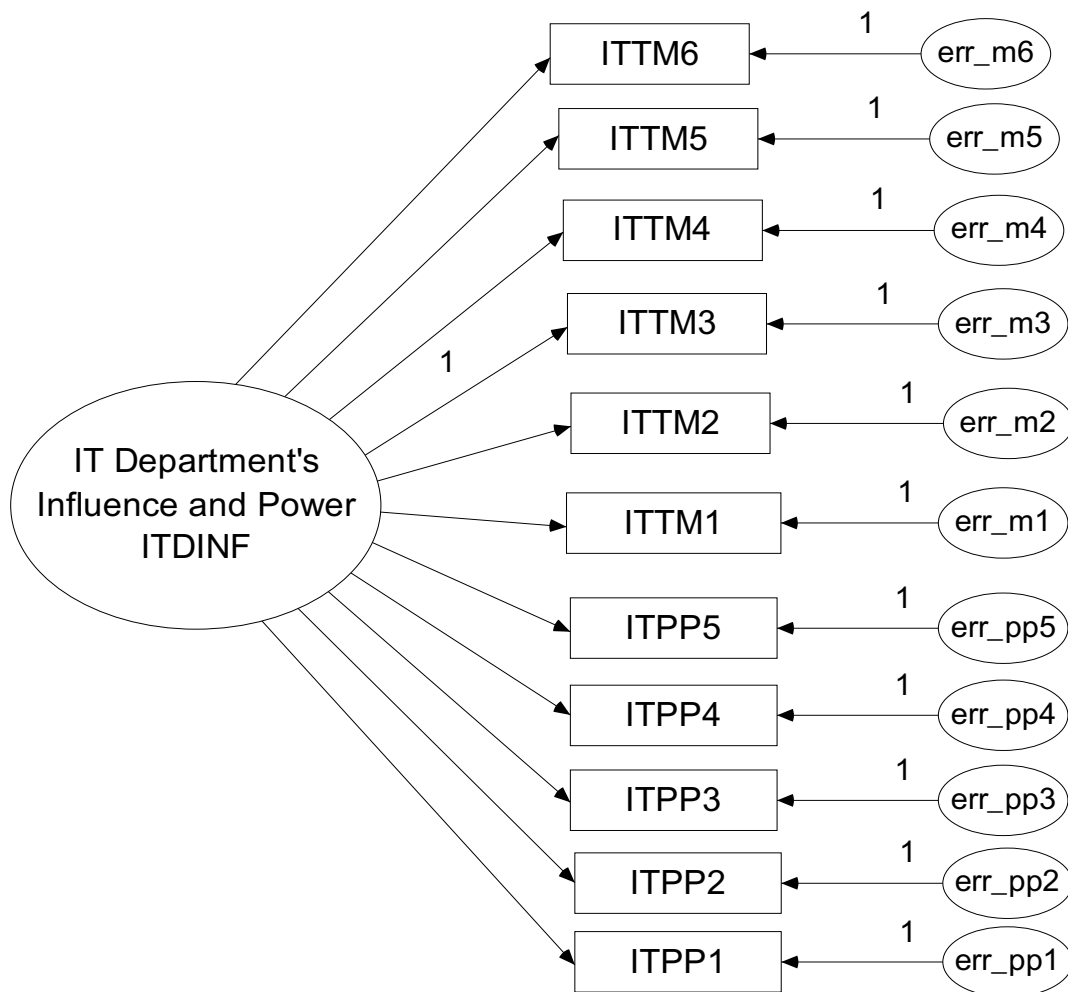 1
ITTM6
err_m6
1
ITTM5
err_m5
1
ITTM4
err_m4
1
ITTM3
err_m3
1
1
ITTM2
err_m2
IT Department's
Influence and Power
ITDINF
1
ITTM1
err_m1
1
ITPP5
err_pp5
1
ITPP4
err_pp4
1
ITPP3
err_pp3
1
ITPP2
err_pp2
1
ITPP1
err_pp1